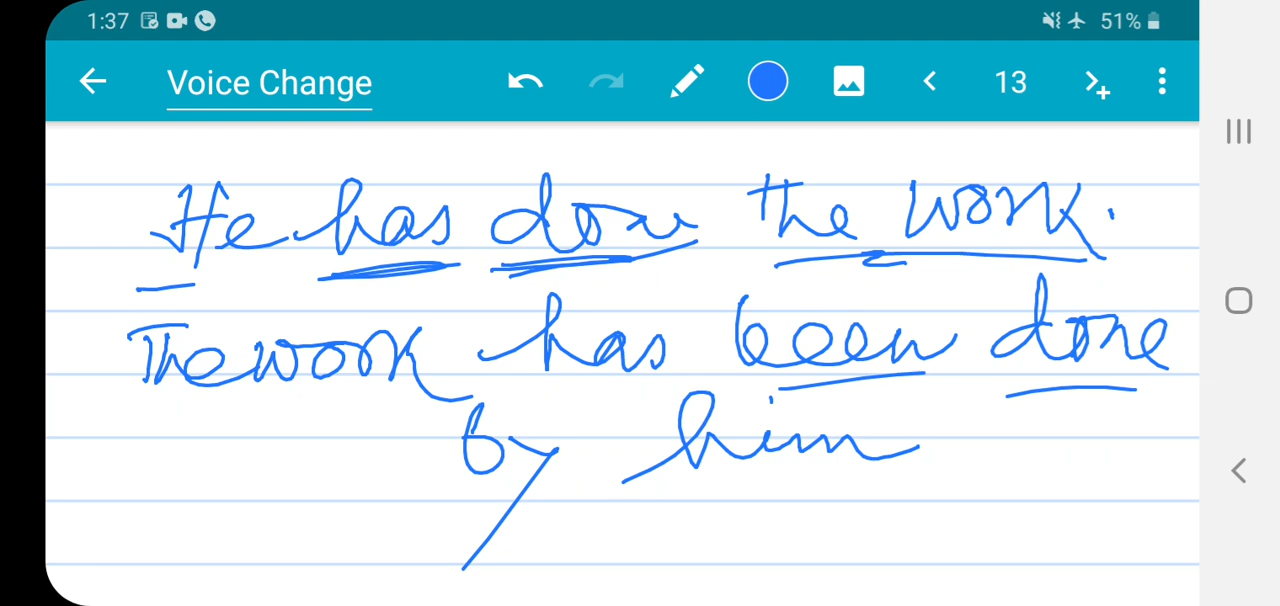 1:37 51%
Voice Change 13
He has done the work.
The work has been done
by him